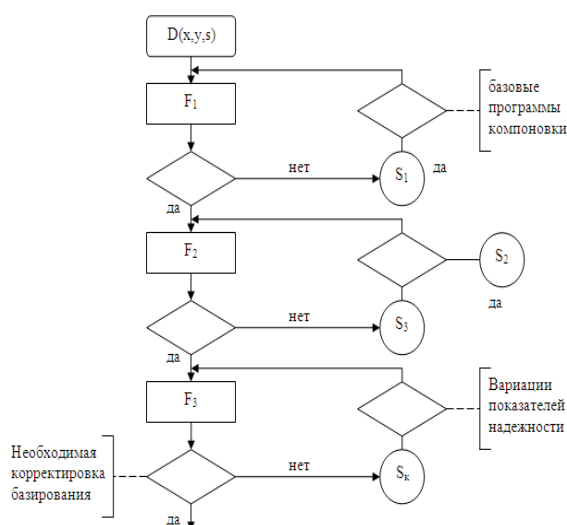 D(x,y,s)
F₁
базовые
программы
компоновки
нет
S₁
да
да
F₂
S₂
да
нет
S₃
да
F₃
Вариации
показателей
надежности
Необходимая
корректировка
базирования
нет
Sк
да